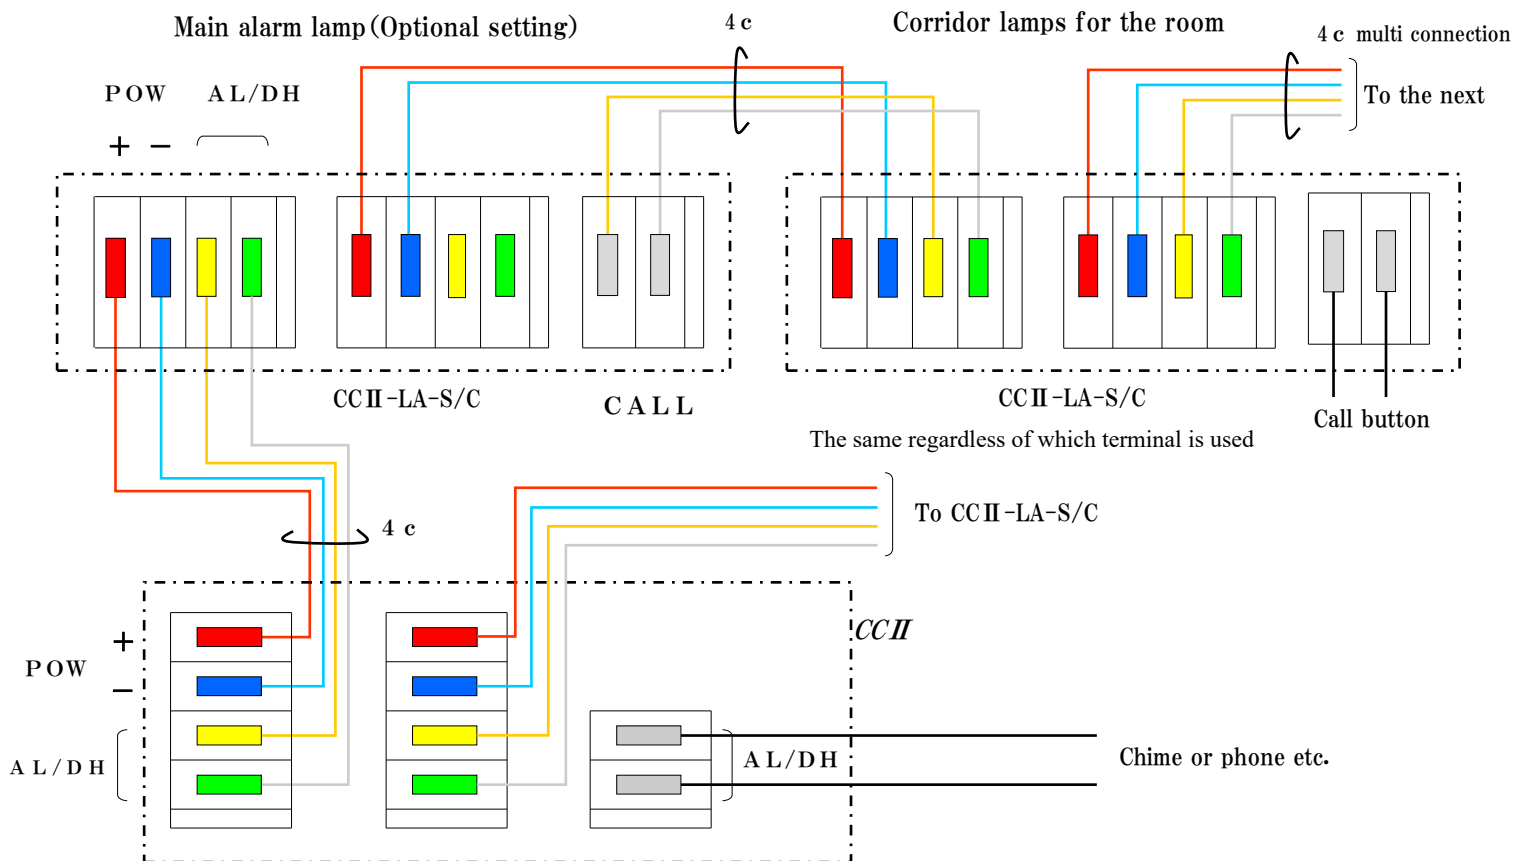 Main alarm lamp(Optional setting)
4c
Corridor lamps for the room
4c multi connection
POW AL/DH
To the next
+ −
CCⅡ-LA-S/C
CALL
CCⅡ-LA-S/C
Call button
The same regardless of which terminal is used
4c
To CCⅡ-LA-S/C
CCⅡ
+
POW
−
AL/DH
AL/DH
Chime or phone etc.